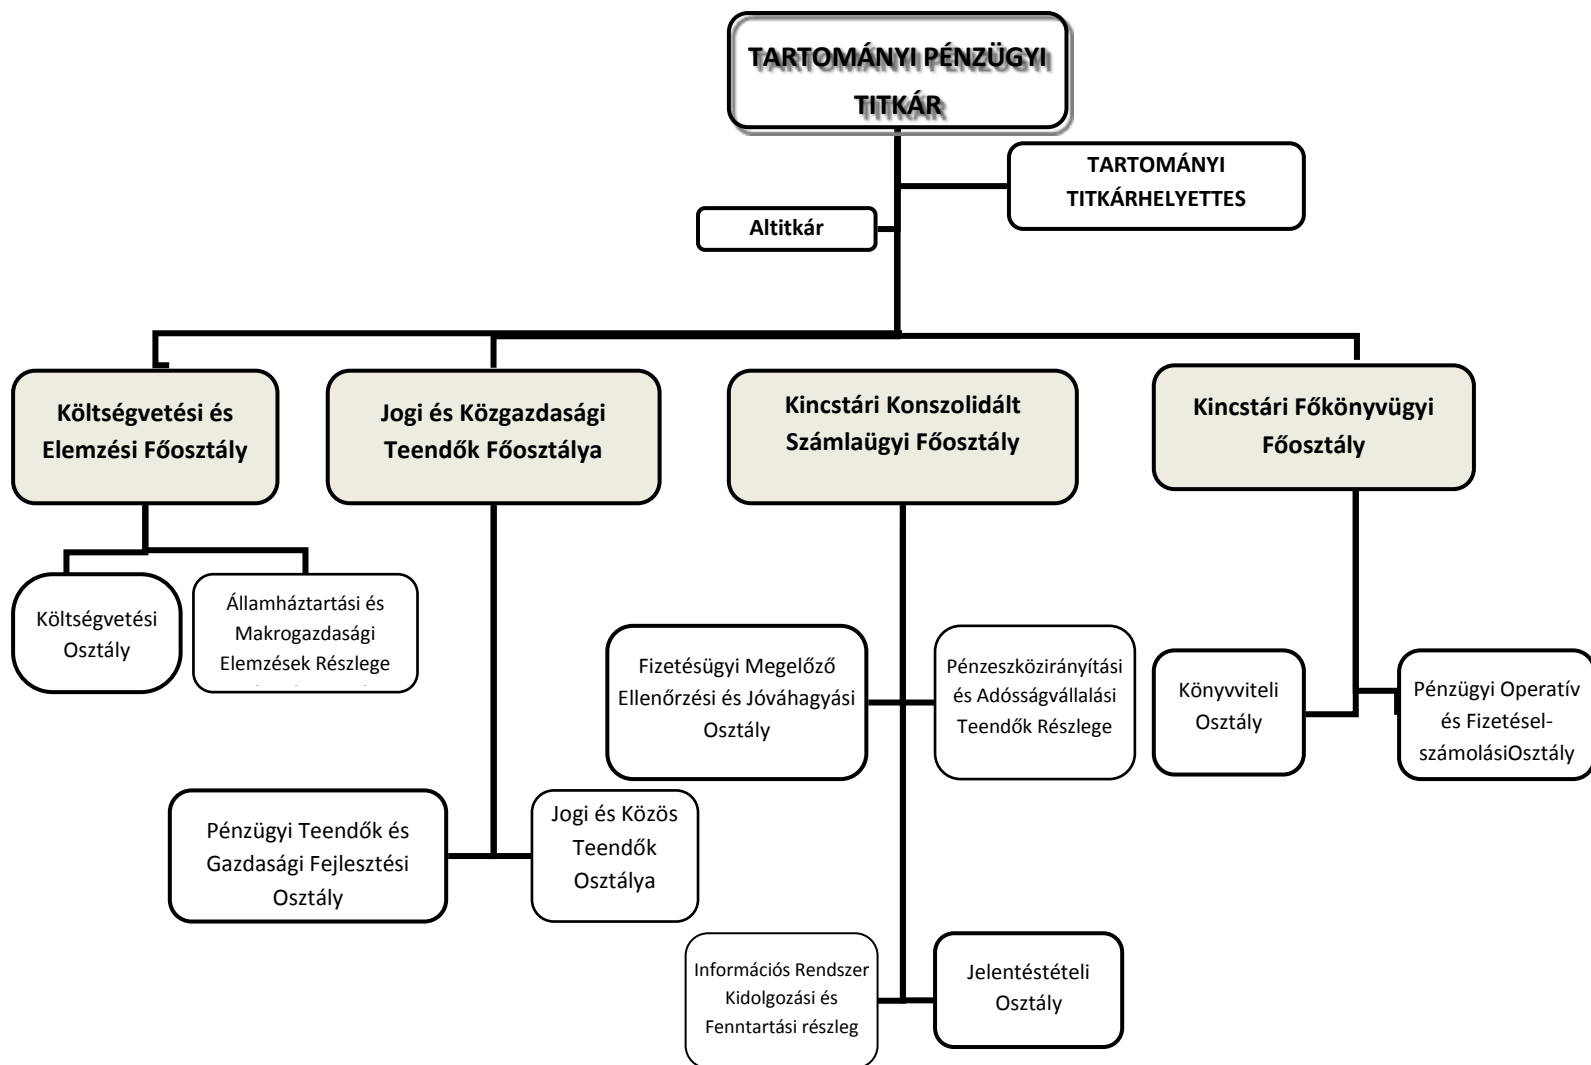 TARTOMÁNYI PÉNZÜGYI
TITKÁR
TARTOMÁNYI
TITKÁRHELYETTES
Altitkár
Költségvetési és
Elemzési Főosztály
Jogi és Közgazdasági
Teendők Főosztálya
Kincstári Konszolidált
Számlaügyi Főosztály
Kincstári Főkönyvügyi
Főosztály
Költségvetési
Osztály
Államháztartási és
Makrogazdasági
Elemzések Részlege
Fizetésügyi Megelőző
Ellenőrzési és Jóváhagyási
Osztály
Pénzeszközirányítási
és Adósságvállalási
Teendők Részlege
Könyvviteli
Osztály
Pénzügyi Operatív
és Fizetésel-
számolásiOsztály
Pénzügyi Teendők és
Gazdasági Fejlesztési
Osztály
Jogi és Közös
Teendők
Osztálya
Információs Rendszer
Kidolgozási és
Fenntartási részleg
Jelentéstételi
Osztály